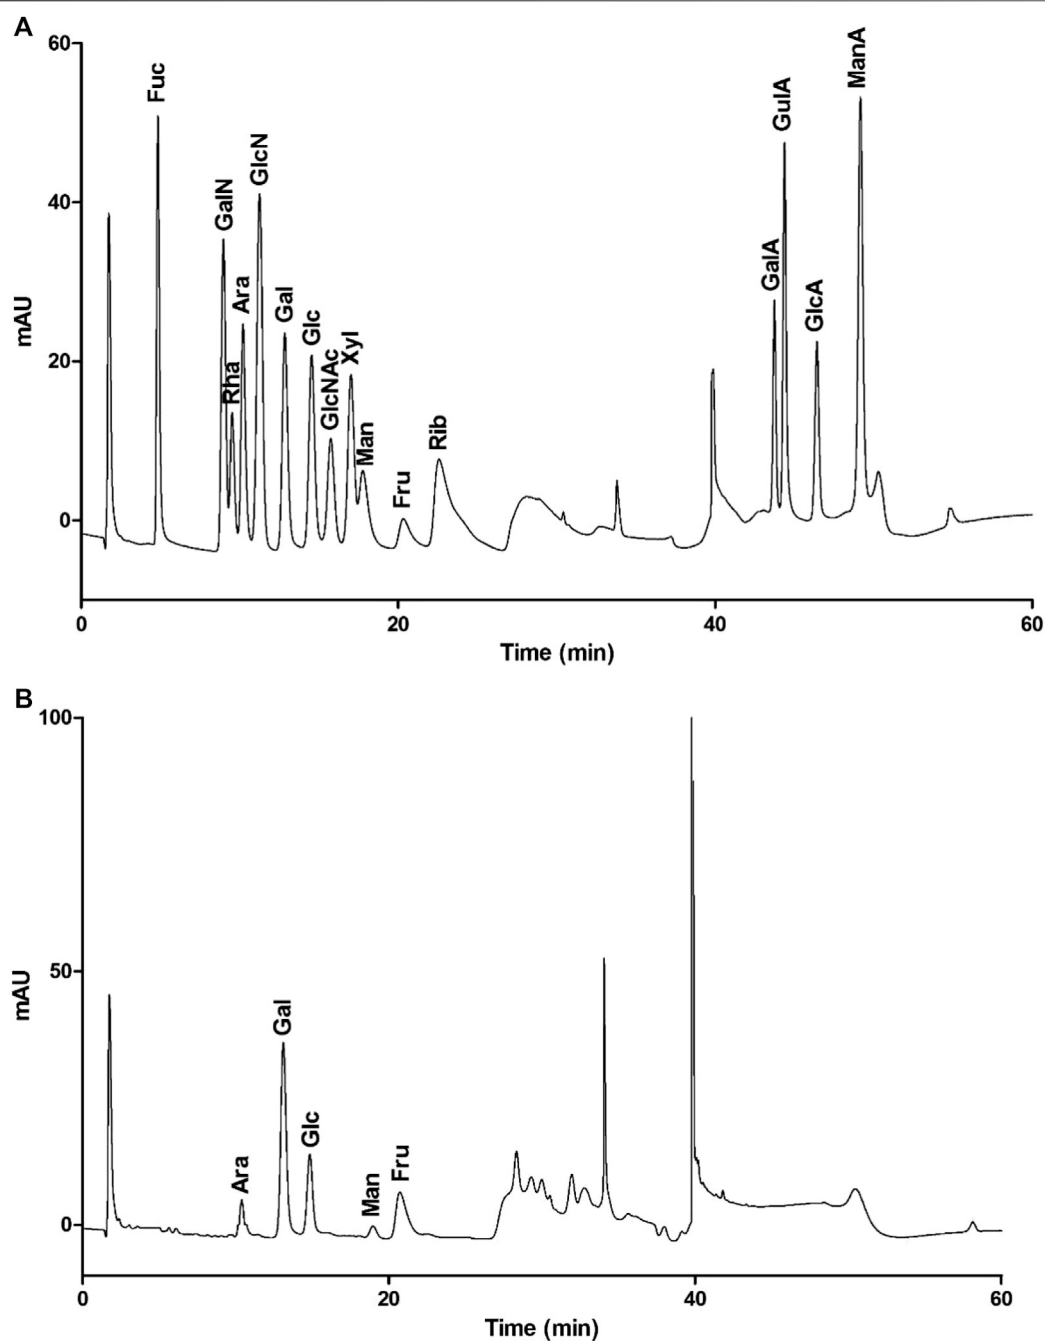 A
60
40
20
0
mAU
Fuc
GalN
Rha
Ara
GlcN
Gal
Glc
GlcNAc
Xyl
Man
Fru
Rib
GalA
GulA
GlcA
ManA
0 20 40 60
Time (min)
B
100
50
0
mAU
Ara
Gal
Glc
Man
Fru
0 20 40 60
Time (min)